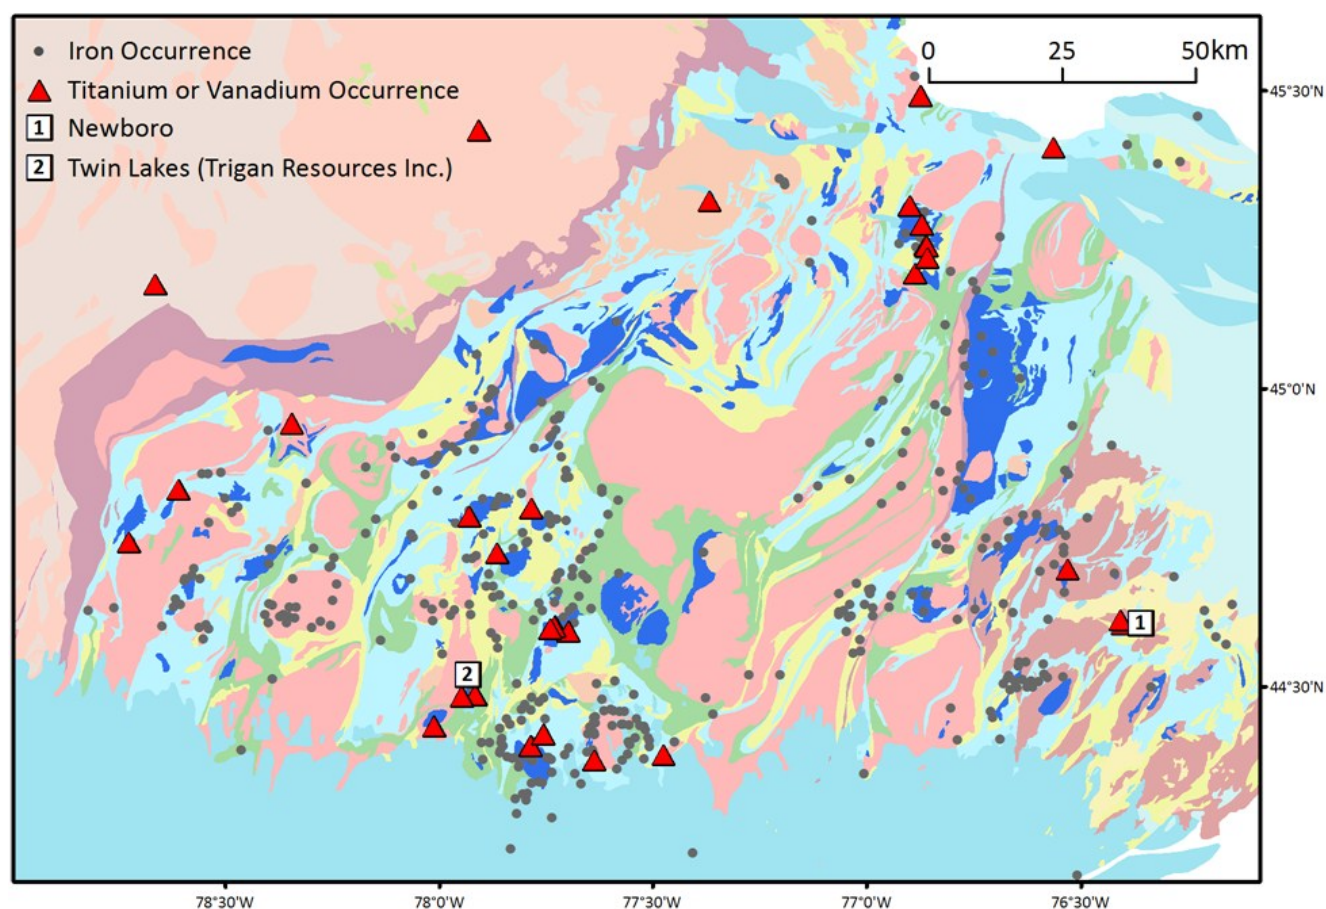 Iron Occurrence
Titanium or Vanadium Occurrence
1 Newboro
2 Twin Lakes (Trigan Resources Inc.)
0 25 50km
45°30'N
45°0'N
44°30'N
1
2
78°30'W 78°0'W 77°30'W 77°0'W 76°30'W